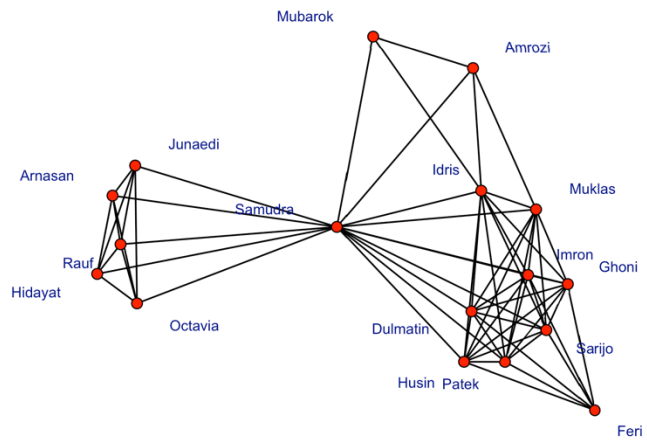 Mubarok
Amrozi
Junaedi
Arnasan
Idris
Muklas
Samudra
Imron
Rauf
Ghoni
Hidayat
Octavia
Dulmatin
Sarijo
Husin
Patek
Feri